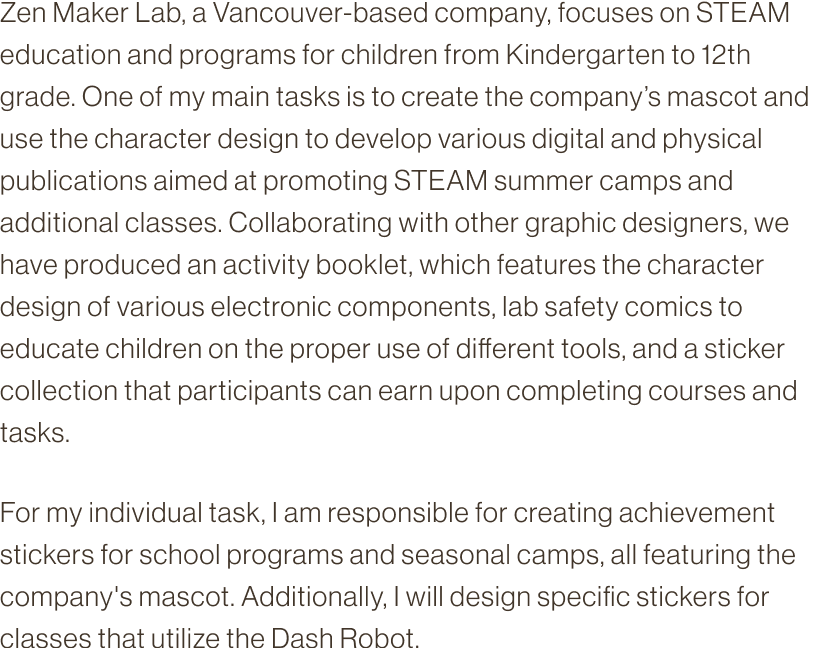 Zen Maker Lab, a Vancouver-based company, focuses on STEAM
education and programs for children from Kindergarten to 12th
grade. One of my main tasks is to create the company’s mascot and
use the character design to develop various digital and physical
publications aimed at promoting STEAM summer camps and
additional classes. Collaborating with other graphic designers, we
have produced an activity booklet, which features the character
design of various electronic components, lab safety comics to
educate children on the proper use of different tools, and a sticker
collection that participants can earn upon completing courses and
tasks.
For my individual task, I am responsible for creating achievement
stickers for school programs and seasonal camps, all featuring the
company's mascot. Additionally, I will design specific stickers for
classes that utilize the Dash Robot.